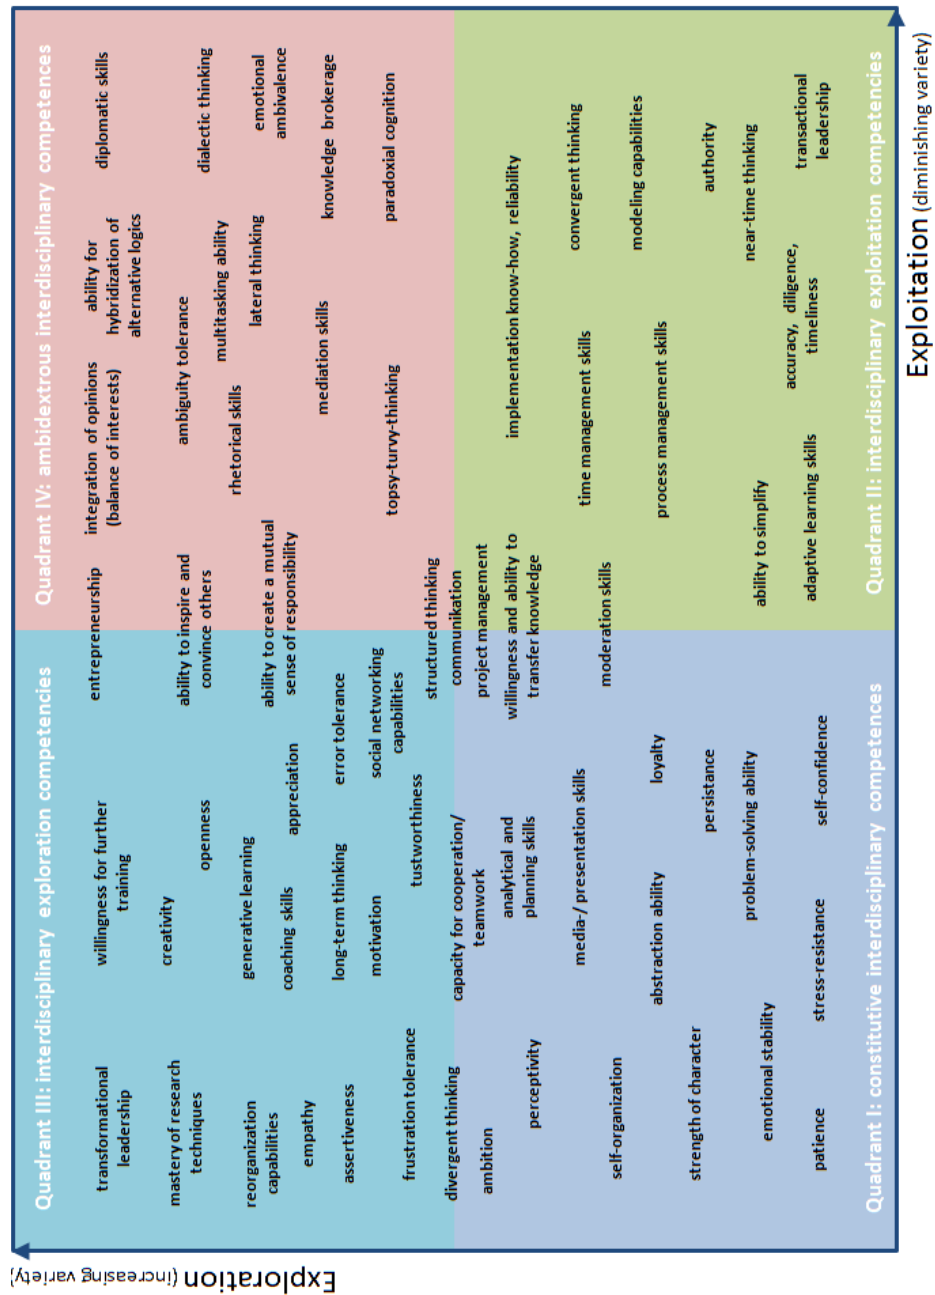 Quadrant III: interdisciplinary exploration competencies
transformational
leadership
willingness for further
training
mastery of research
techniques
creativity
openness
reorganization
capabilities
generative learning
coaching skills
appreciation
empathy
long-term thinking
error tolerance
assertiveness
motivation
social networking
capabilities
frustration tolerance
tustworthiness
divergent thinking
Quadrant IV: ambidextrous interdisciplinary competences
entrepreneurship
integration of opinions
(balance of interests)
ability for
hybridization of
alternative logics
diplomatic skills
ability to inspire and
convince others
ambiguity tolerance
multitasking ability
dialectic thinking
rhetorical skills
lateral thinking
emotional
ambivalence
ability to create a mutual
sense of responsibility
mediation skills
knowledge brokerage
topsy-turvy-thinking
paradoxial cognition
structured thinking
communikation
capacity for cooperation/
teamwork
ambition
perceptivity
analytical and
planning skills
media-/ presentation skills
self-organization
abstraction ability
loyalty
strength of character
persistance
emotional stability
problem-solving ability
patience
stress-resistance
self-confidence
Quadrant I: constitutive interdisciplinary competences
project management
willingness and ability to
transfer knowledge
implementation know-how, reliability
moderation skills
time management skills
convergent thinking
process management skills
modeling capabilities
authority
ability to simplify
near-time thinking
adaptive learning skills
accuracy, diligence,
timeliness
transactional
leadership
Quadrant II: interdisciplinary exploitation competencies
Exploration (increasing variety)
Exploitation (diminishing variety)